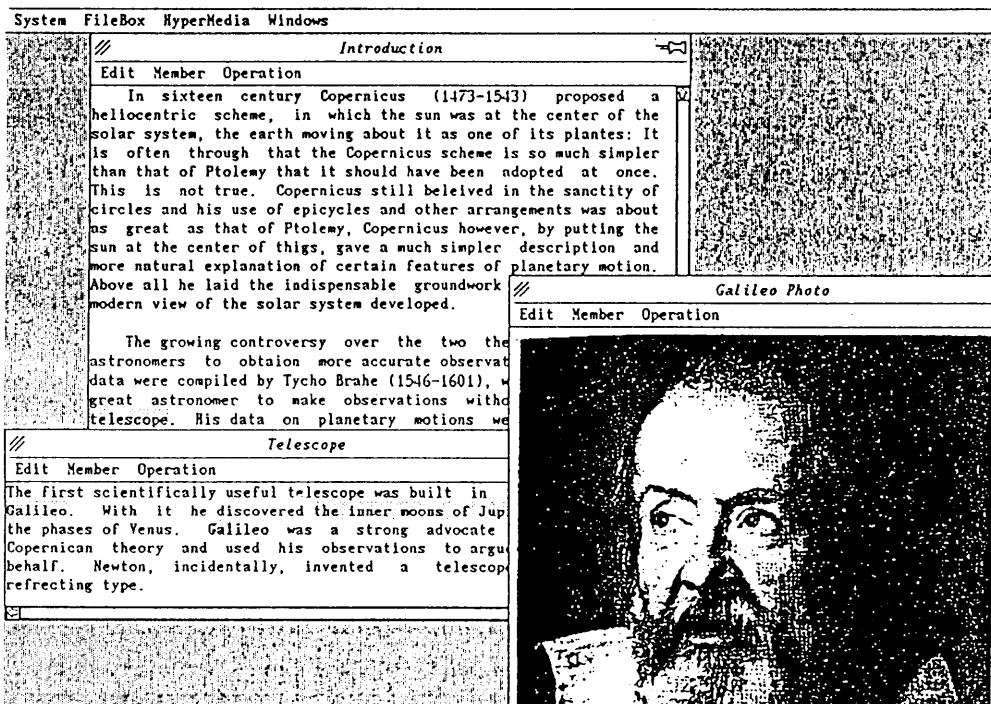 System FileBox HyperMedia Windows
Introduction
Edit Member Operation
In sixteen century Copernicus (1473-1543) proposed a
heliocentric scheme, in which the sun was at the center of the
solar system, the earth moving about it as one of its plantes: It
is often through that the Copernicus scheme is so much simpler
than that of Ptolemy that it should have been adopted at once.
This is not true. Copernicus still beleived in the sanctity of
circles and his use of epicycles and other arrangements was about
as great as that of Ptolemy, Copernicus however, by putting the
sun at the center of thigs, gave a much simpler description and
more natural explanation of certain features of planetary motion.
Above all he laid the indispensable groundwork
modern view of the solar system developed.
The growing controversy over the two the
astronomers to obtaion more accurate observat
data were compiled by Tycho Brahe (1546-1601), w
great astronomer to make observations witho
telescope. His data on planetary motions we
Galileo Photo
Edit Member Operation
Telescope
Edit Member Operation
The first scientifically useful telescope was built in
Galileo. With it he discovered the inner moons of Jup
the phases of Venus. Galileo was a strong advocate
Copernican theory and used his observations to argu
behalf. Newton, incidentally, invented a telescop
refrecting type.